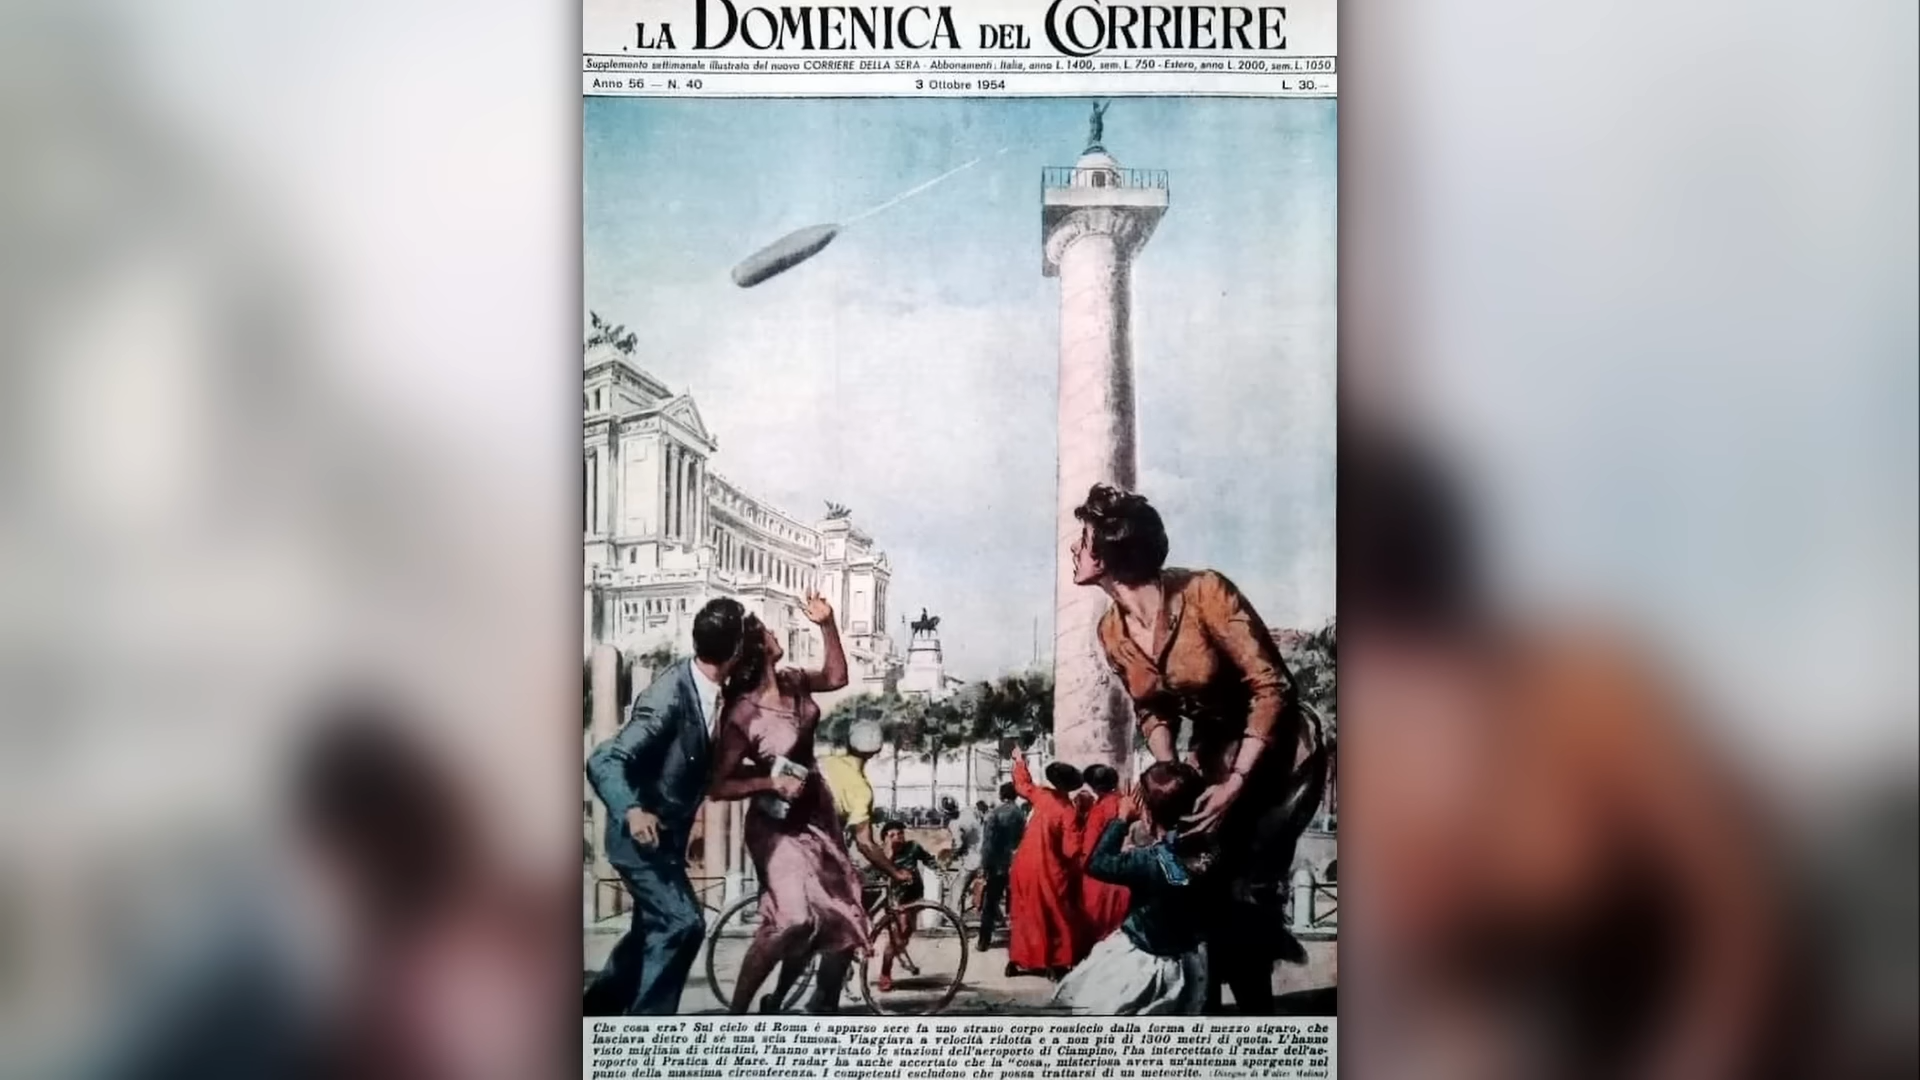 LA DOMENICA DEL CORRIERE
Supplemento settimanale illustrato del nuovo CORRIERE DELLA SERA - Abbonamenti: Italia, anno L. 1400, sem. L. 750 - Estero, anno L. 2000, sem. L. 1050
Anno 56 — N. 40 3 Ottobre 1954 L. 30.—
Che cosa era? Sul cielo di Roma è apparso sere fa uno strano corpo rossiccio dalla forma di mezzo sigaro, che
lasciava dietro di sé una scia fumosa. Viaggiava a velocità ridotta e a non più di 1300 metri di quota. L'hanno
visto migliaia di cittadini, l'hanno avvistato le stazioni dell'aeroporto di Ciampino, l'ha intercettato il radar dell'ae-
roporto di Pratica di Mare. Il radar ha anche accertato che la "cosa„ misteriosa aveva un'antenna sporgente nel
punto della massima circonferenza. I competenti escludono che possa trattarsi di un meteorite. (Disegno di Walter Molino)